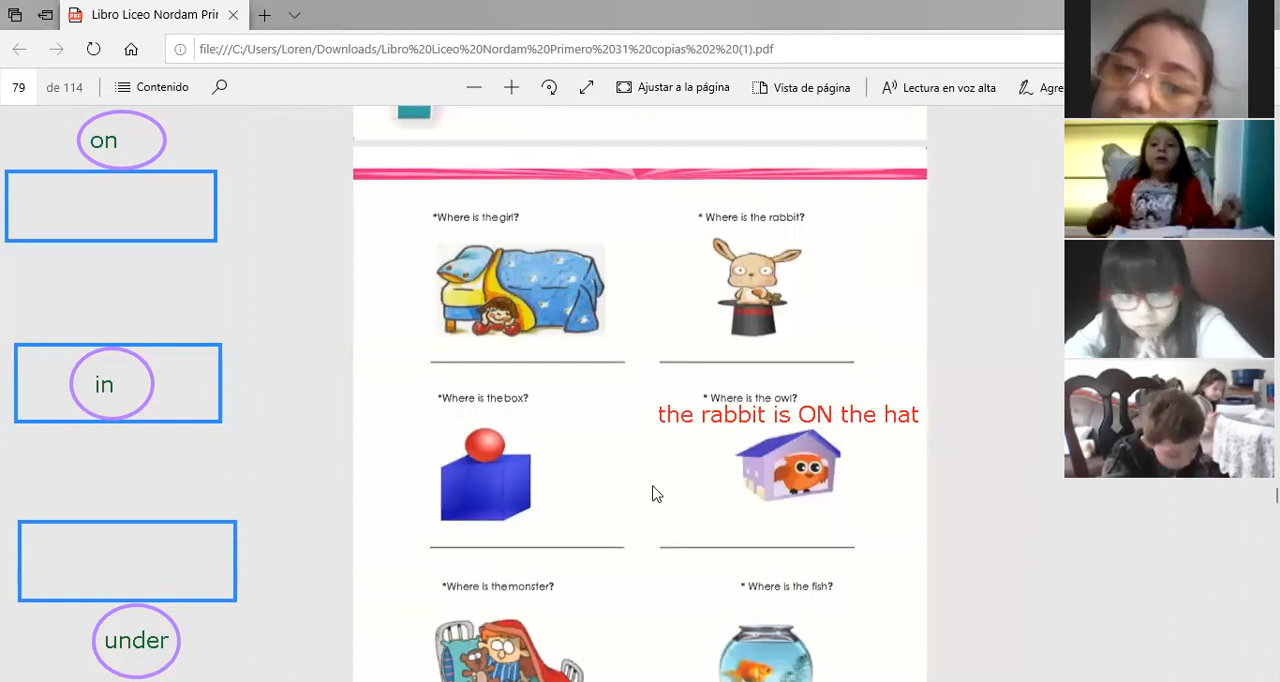 Libro Liceo Nordam Prir
file:///C:/Users/Loren/Downloads/Libro%20Liceo%20Nordam%20Primero%2031%20copias%202%20(1).pdf
79 de 114 Contenido Ajustar a la página Vista de página Lectura en voz alta Agre
on
*Where is the girl?
* Where is the rabbit?
in
*Where is the box?
* Where is the owl?
the rabbit is ON the hat
*Where is the monster?
* Where is the fish?
under